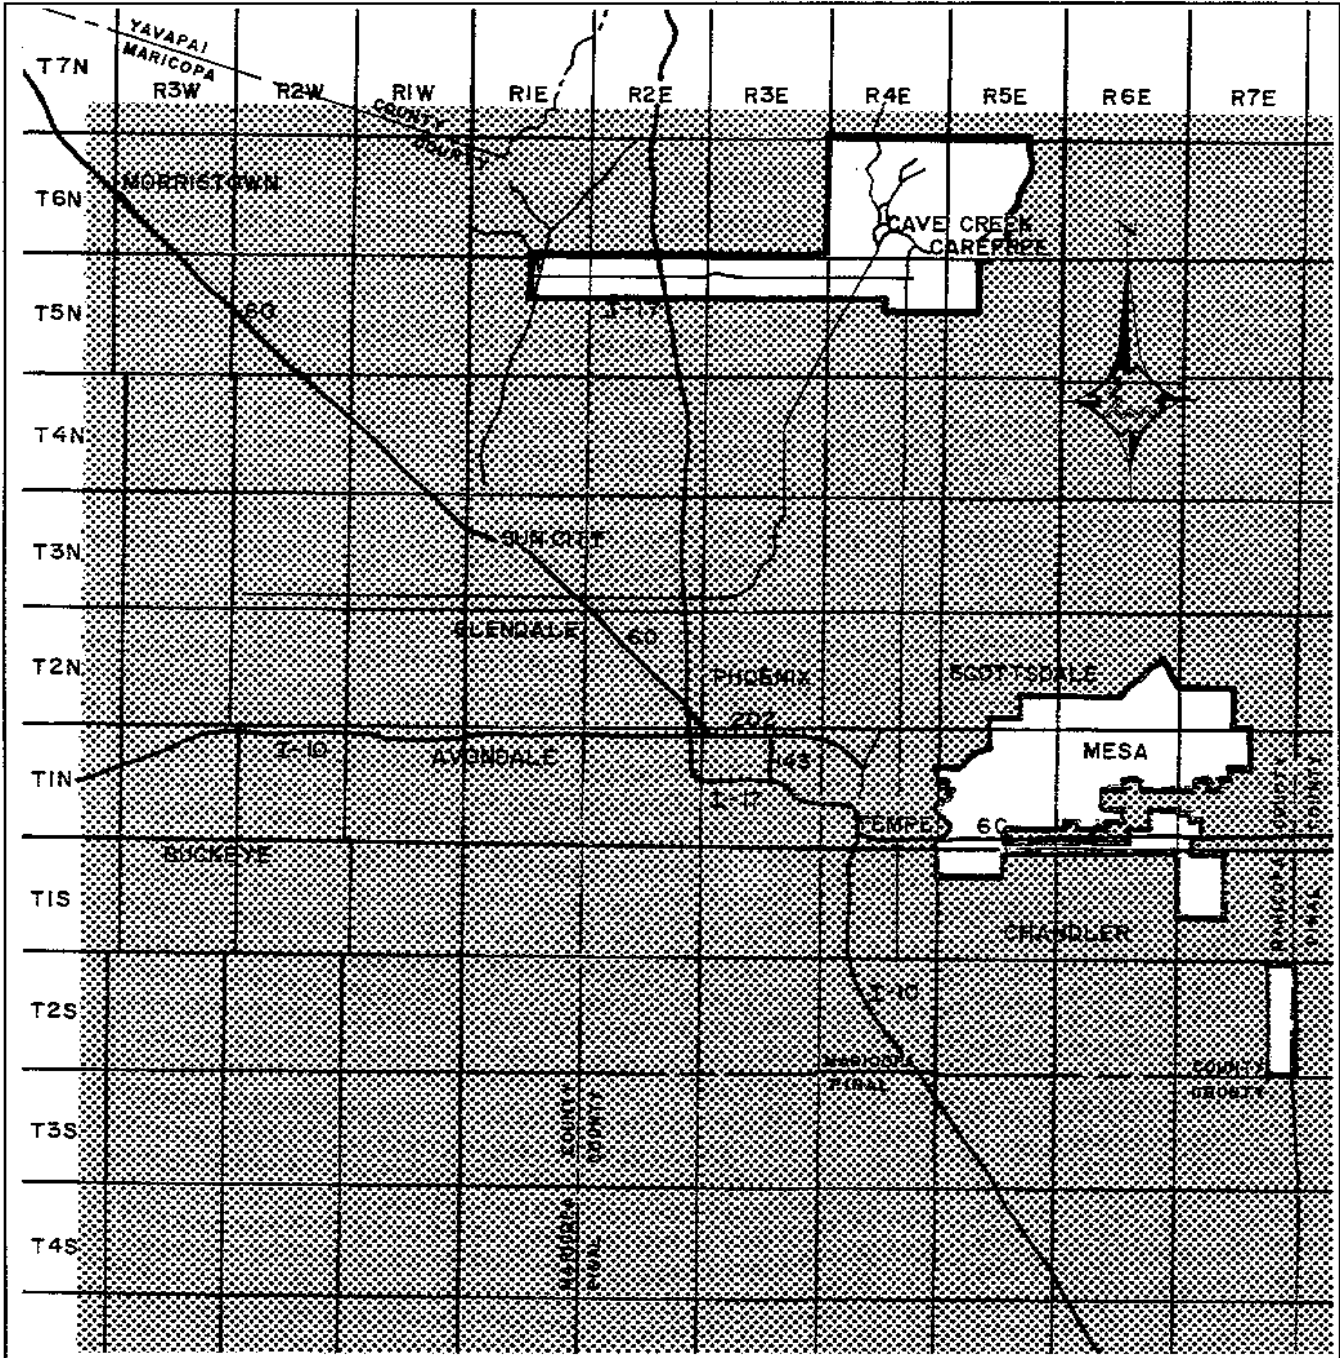 YAVAPAI
MARICOPA
T7N
R3W R2W R1W R1E R2E R3E R4E R5E R6E R7E
COUNTY
COUNTY
MORRISTOWN
T6N
CAVE CREEK
CAREFREE
T5N
60
I-17
T4N
T3N
SUN CITY
GLENDALE
60
T2N
PHOENIX
SCOTTSDALE
202
I-10
AVONDALE
143
MESA
T1N
I-17
TEMPE
60
BUCKEYE
T1S
CHANDLER
MARICOPA COUNTY
PINAL COUNTY
T2S
I-10
MARICOPA
PINAL
COUNTY
COUNTY
T3S
MARICOPA COUNTY
PINAL COUNTY
T4S